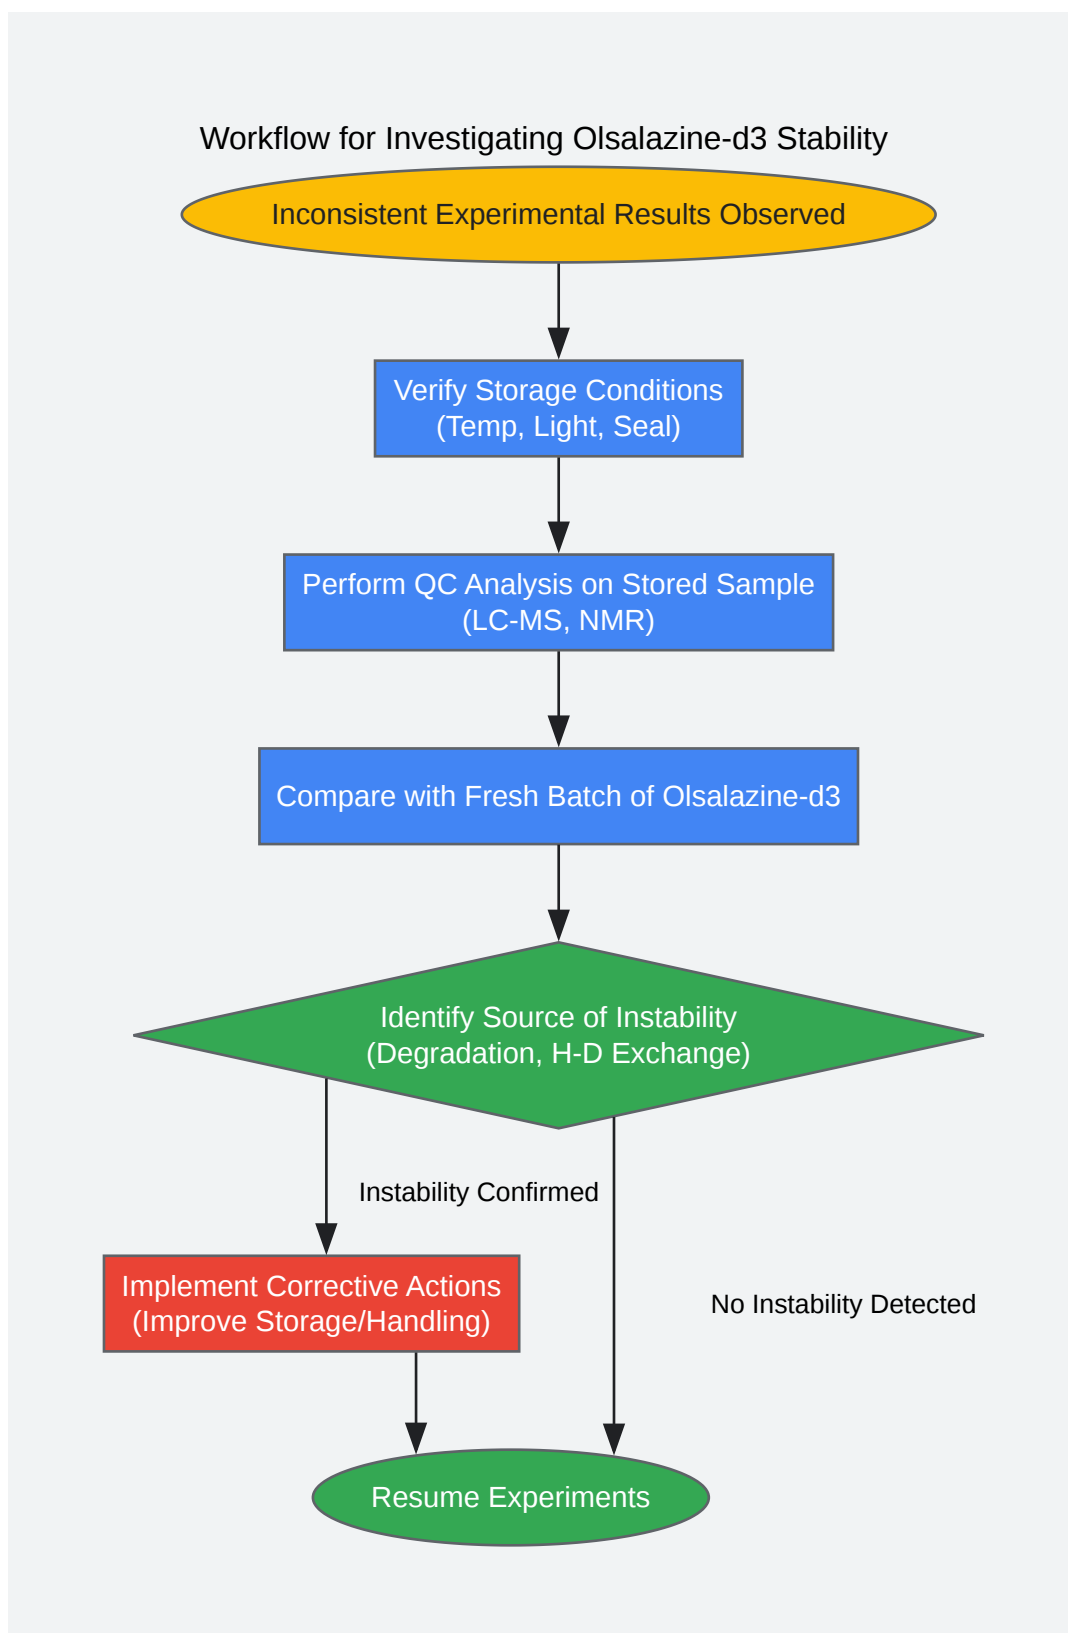 Workflow for Investigating Olsalazine-d3 Stability
Inconsistent Experimental Results Observed
Verify Storage Conditions
(Temp, Light, Seal)
Perform QC Analysis on Stored Sample
(LC-MS, NMR)
Compare with Fresh Batch of Olsalazine-d3
Identify Source of Instability
(Degradation, H-D Exchange)
Instability Confirmed
Implement Corrective Actions
(Improve Storage/Handling)
No Instability Detected
Resume Experiments